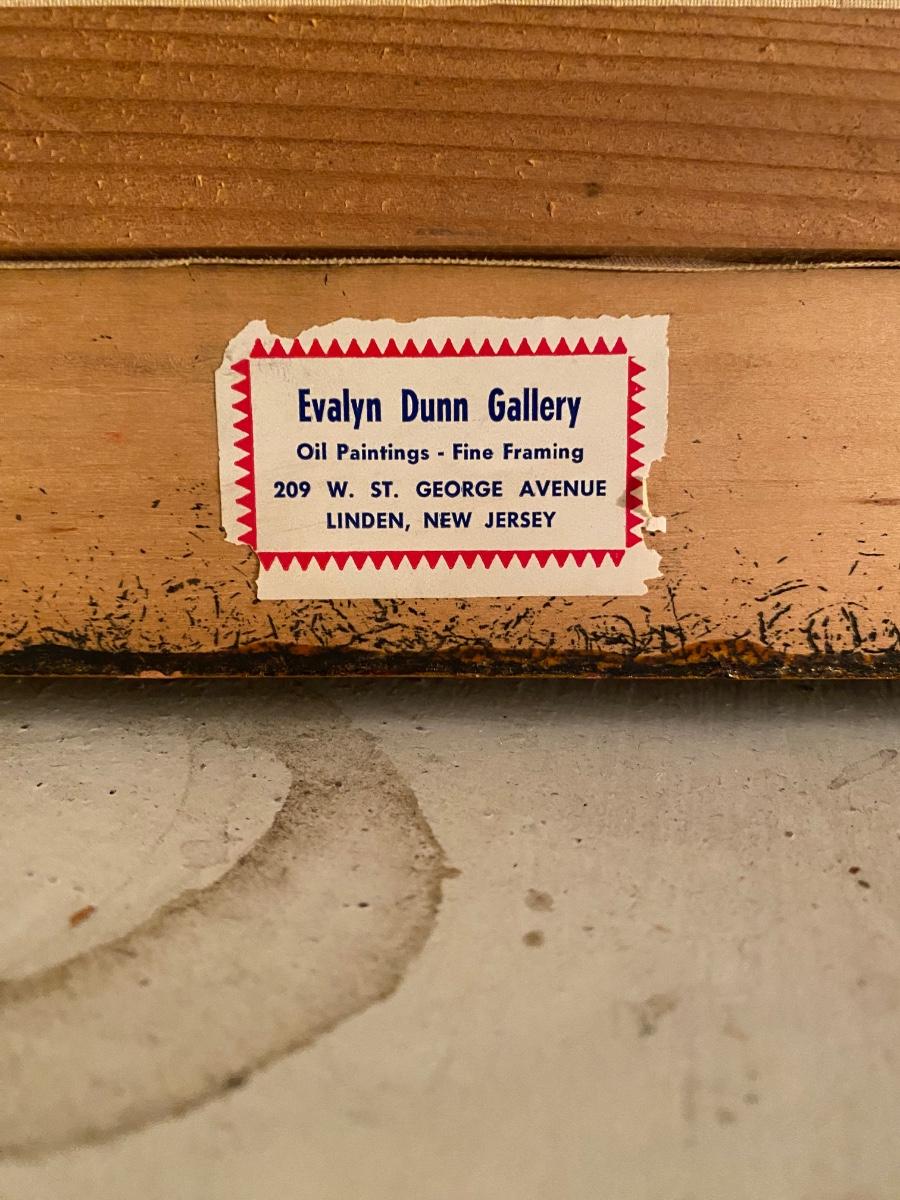 Evalyn Dunn Gallery
Oil Paintings - Fine Framing
209 W. ST. GEORGE AVENUE
LINDEN, NEW JERSEY